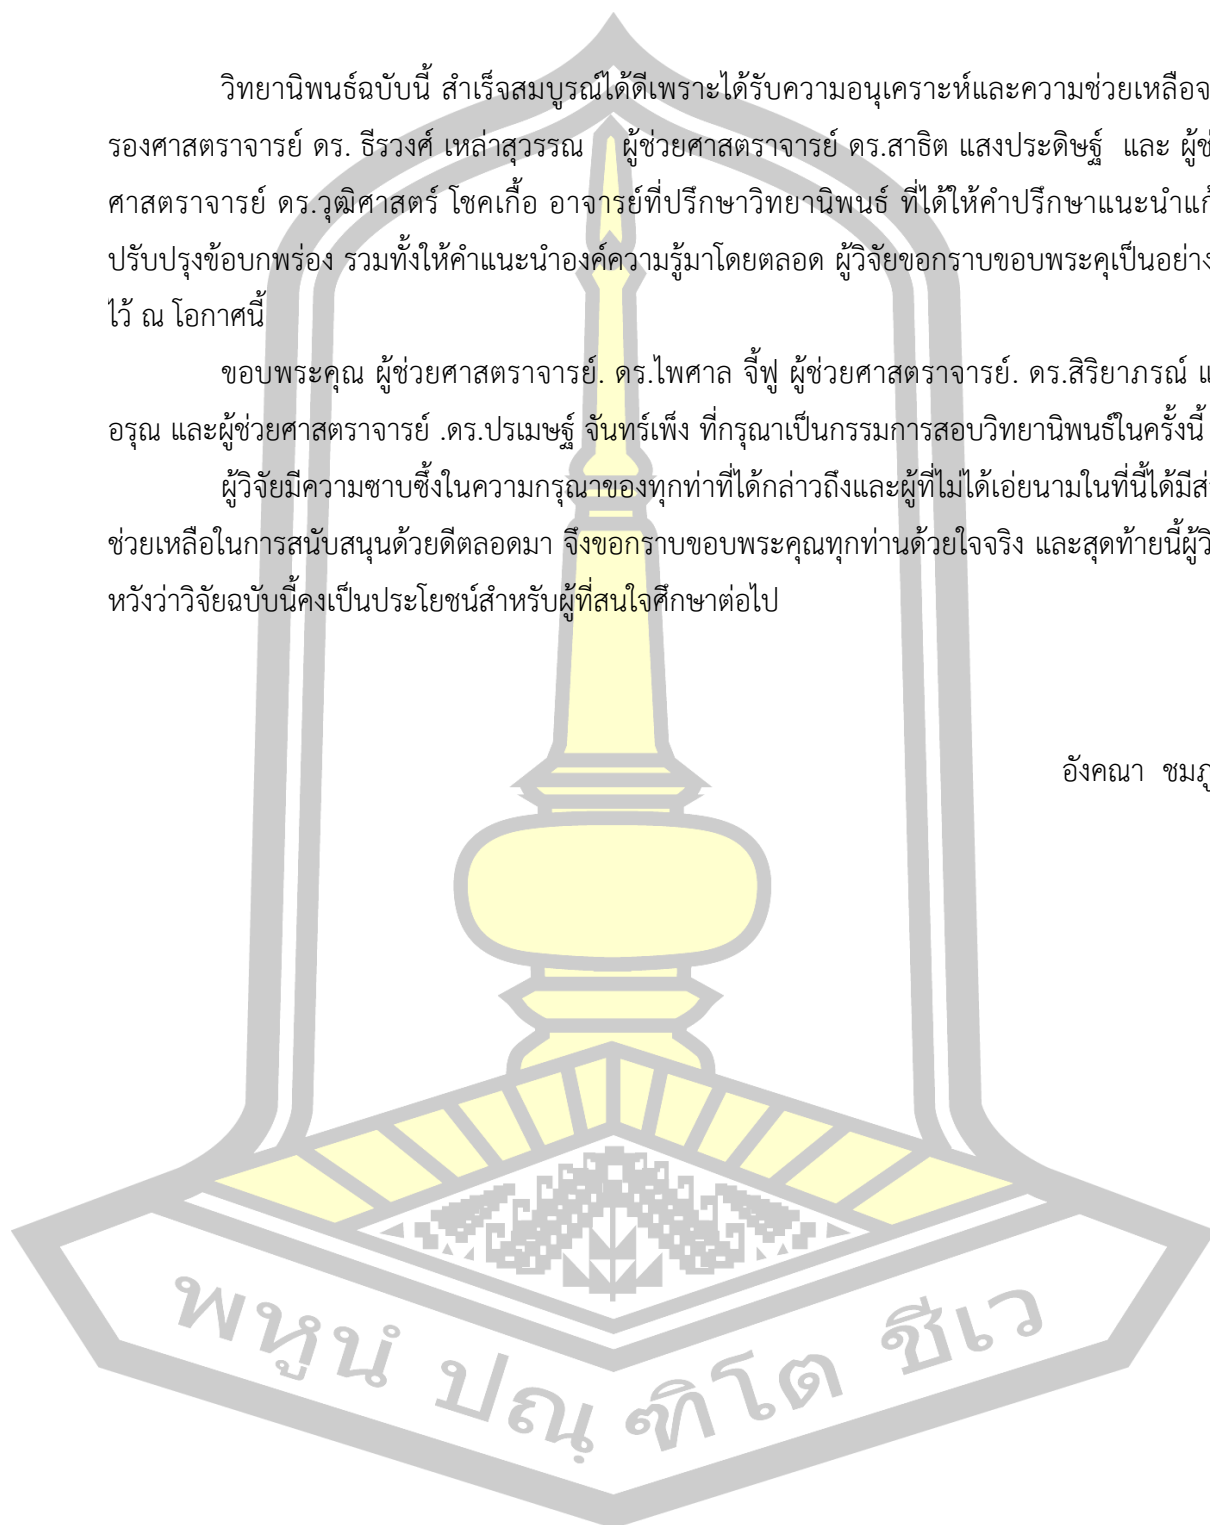 วิทยานิพนธ์ฉบับนี้ สำเร็จสมบูรณ์ได้ดีเพราะได้รับความอนุเคราะห์และความช่วยเหลือจ
รองศาสตราจารย์ ดร. ธีรวงศ์ เหล่าสุวรรณ ผู้ช่วยศาสตราจารย์ ดร.สาธิต แสงประดิษฐ์ และ ผู้ช่
ศาสตราจารย์ ดร.วุฒิศาสตร์ โชคเกื้อ อาจารย์ที่ปรึกษาวิทยานิพนธ์ ที่ได้ให้คำปรึกษาแนะนำแก้
ปรับปรุงข้อบกพร่อง รวมทั้งให้คำแนะนำองค์ความรู้มาโดยตลอด ผู้วิจัยขอกราบขอบพระคุเป็นอย่าง
ไว้ ณ โอกาศนี้
ขอบพระคุณ ผู้ช่วยศาสตราจารย์. ดร.ไพศาล จี้ฟู ผู้ช่วยศาสตราจารย์. ดร.สิริยาภรณ์ แ
อรุณ และผู้ช่วยศาสตราจารย์ .ดร.ปรเมษฐ์ จันทร์เพ็ง ที่กรุณาเป็นกรรมการสอบวิทยานิพนธ์ในครั้งนี้
ผู้วิจัยมีความซาบซึ้งในความกรุณาของทุกท่าที่ได้กล่าวถึงและผู้ที่ไม่ได้เอ่ยนามในที่นี้ได้มีส่
ช่วยเหลือในการสนับสนุนด้วยดีตลอดมา จึงขอกราบขอบพระคุณทุกท่านด้วยใจจริง และสุดท้ายนี้ผู้วิ
หวังว่าวิจัยฉบับนี้คงเป็นประโยชน์สำหรับผู้ที่สนใจศึกษาต่อไป
อังคณา ชมภู
พหูนํ ปณฺฑิโต ชีเว